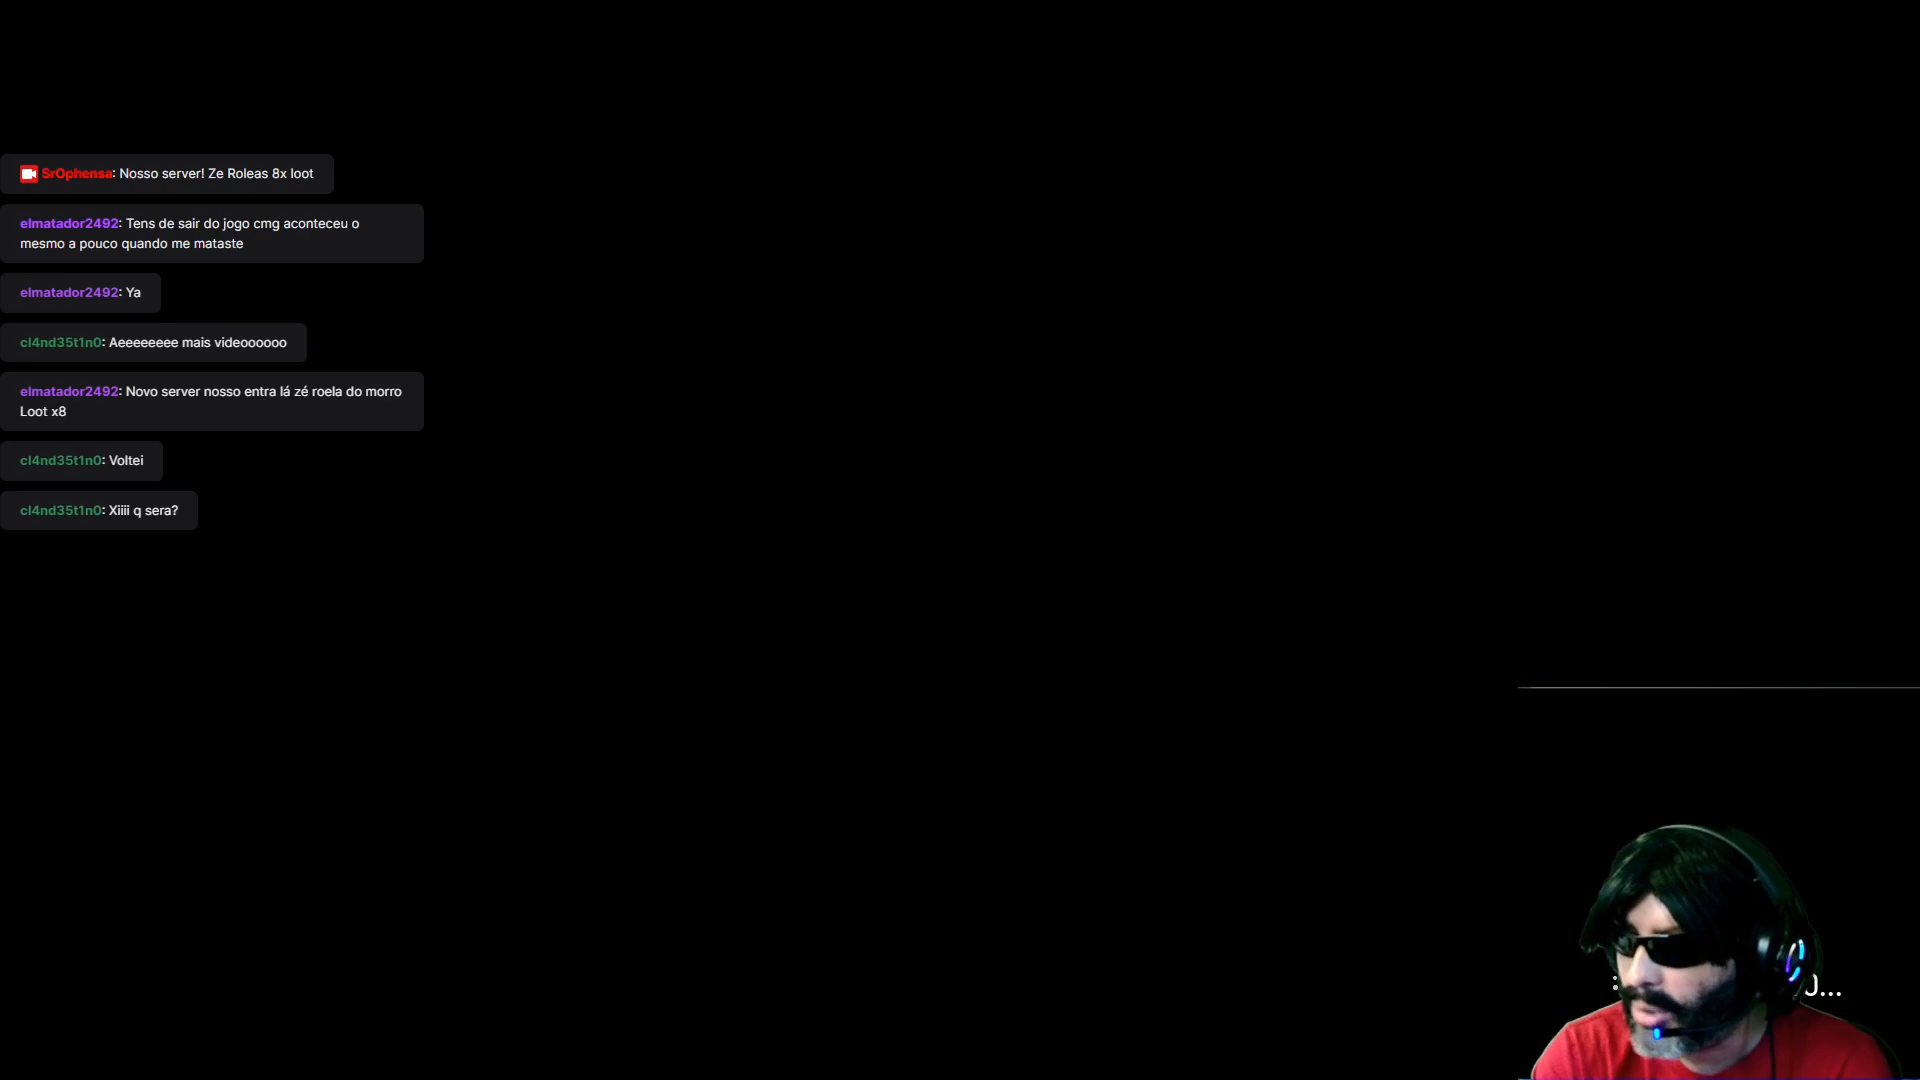 SrOphensa: Nosso server! Ze Roleas 8x loot
elmatador2492: Tens de sair do jogo cmg aconteceu o
mesmo a pouco quando me mataste
elmatador2492: Ya
cl4nd35t1n0: Aeeeeeeee mais videoooooo
elmatador2492: Novo server nosso entra lá zé roela do morro
Loot x8
cl4nd35t1n0: Voltei
cl4nd35t1n0: Xiiii q sera?